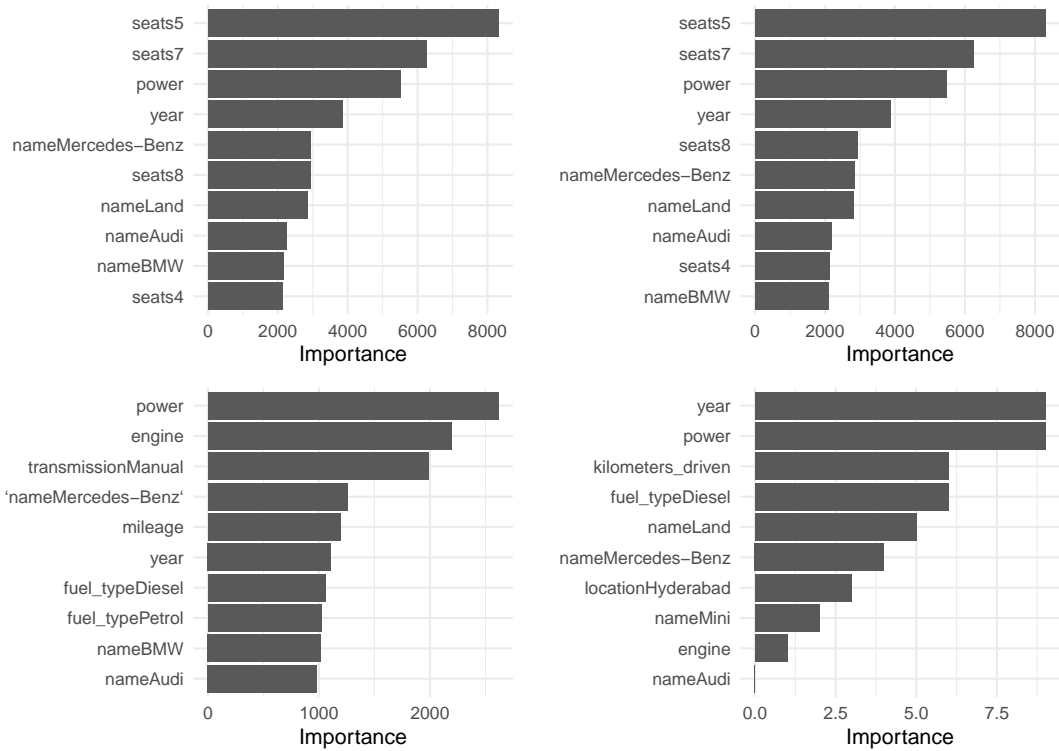 seats5
seats7
power
year
nameMercedes−Benz
seats8
nameLand
nameAudi
nameBMW
seats4
0 2000 4000 6000 8000
Importance
seats5
seats7
power
year
seats8
nameMercedes−Benz
nameLand
nameAudi
seats4
nameBMW
0 2000 4000 6000 8000
Importance
power
engine
transmissionManual
‘nameMercedes−Benz‘
mileage
year
fuel_typeDiesel
fuel_typePetrol
nameBMW
nameAudi
0 1000 2000
Importance
year
power
kilometers_driven
fuel_typeDiesel
nameLand
nameMercedes−Benz
locationHyderabad
nameMini
engine
nameAudi
0.0 2.5 5.0 7.5
Importance